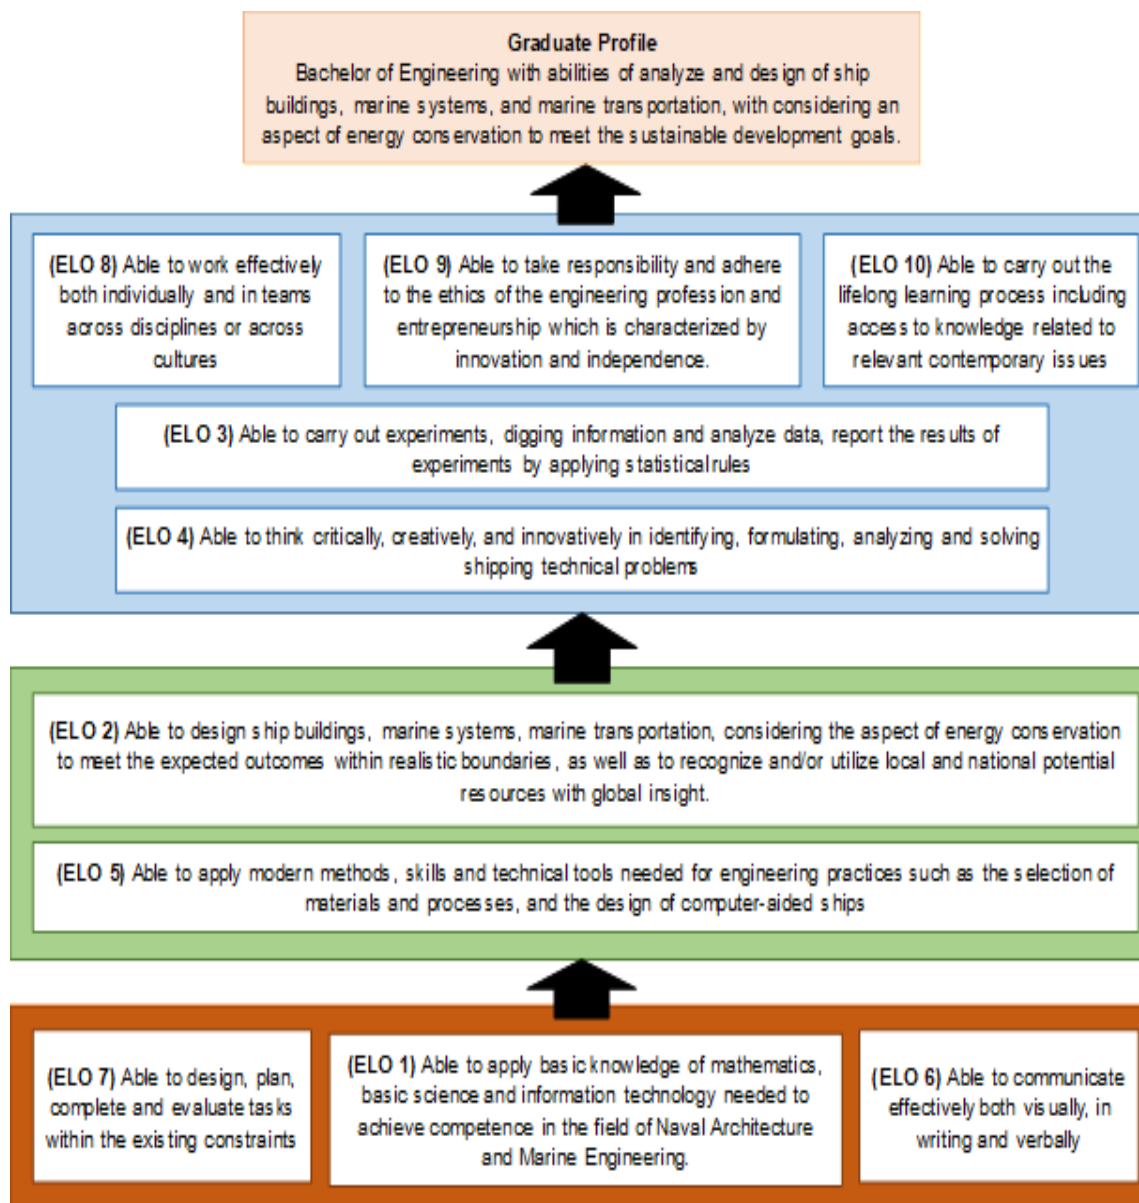 Graduate Profile
Bachelor of Engineering with abilities of analyze and design of ship
buildings, marine systems, and marine transportation, with considering an
aspect of energy conservation to meet the sustainable development goals.
(ELO 8) Able to work effectively
both individually and in teams
across disciplines or across
cultures
(ELO 9) Able to take responsibility and adhere
to the ethics of the engineering profession and
entrepreneurship which is characterized by
innovation and independence.
(ELO 10) Able to carry out the
lifelong learning process including
access to knowledge related to
relevant contemporary issues
(ELO 3) Able to carry out experiments, digging information and analyze data, report the results of
experiments by applying statistical rules
(ELO 4) Able to think critically, creatively, and innovatively in identifying, formulating, analyzing and solving
shipping technical problems
(ELO 2) Able to design ship buildings, marine systems, marine transportation, considering the aspect of energy conservation
to meet the expected outcomes within realistic boundaries, as well as to recognize and/or utilize local and national potential
resources with global insight.
(ELO 5) Able to apply modern methods, skills and technical tools needed for engineering practices such as the selection of
materials and processes, and the design of computer-aided ships
(ELO 7) Able to design, plan,
complete and evaluate tasks
within the existing constraints
(ELO 1) Able to apply basic knowledge of mathematics,
basic science and information technology needed to
achieve competence in the field of Naval Architecture
and Marine Engineering.
(ELO 6) Able to communicate
effectively both visually, in
writing and verbally